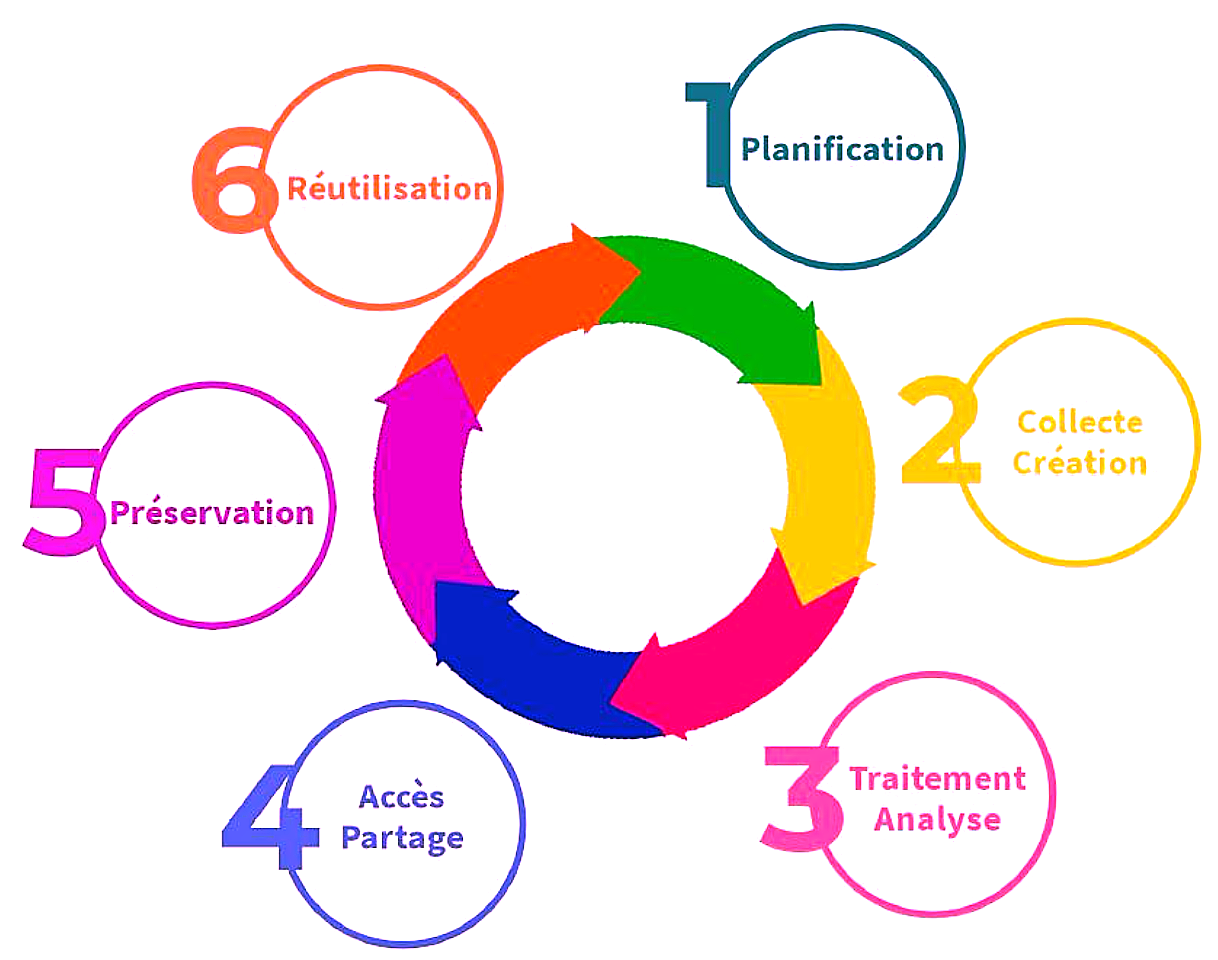 1
Planification
2
Collecte
Création
3
Traitement
Analyse
4
Accès
Partage
5
Préservation
6
Réutilisation